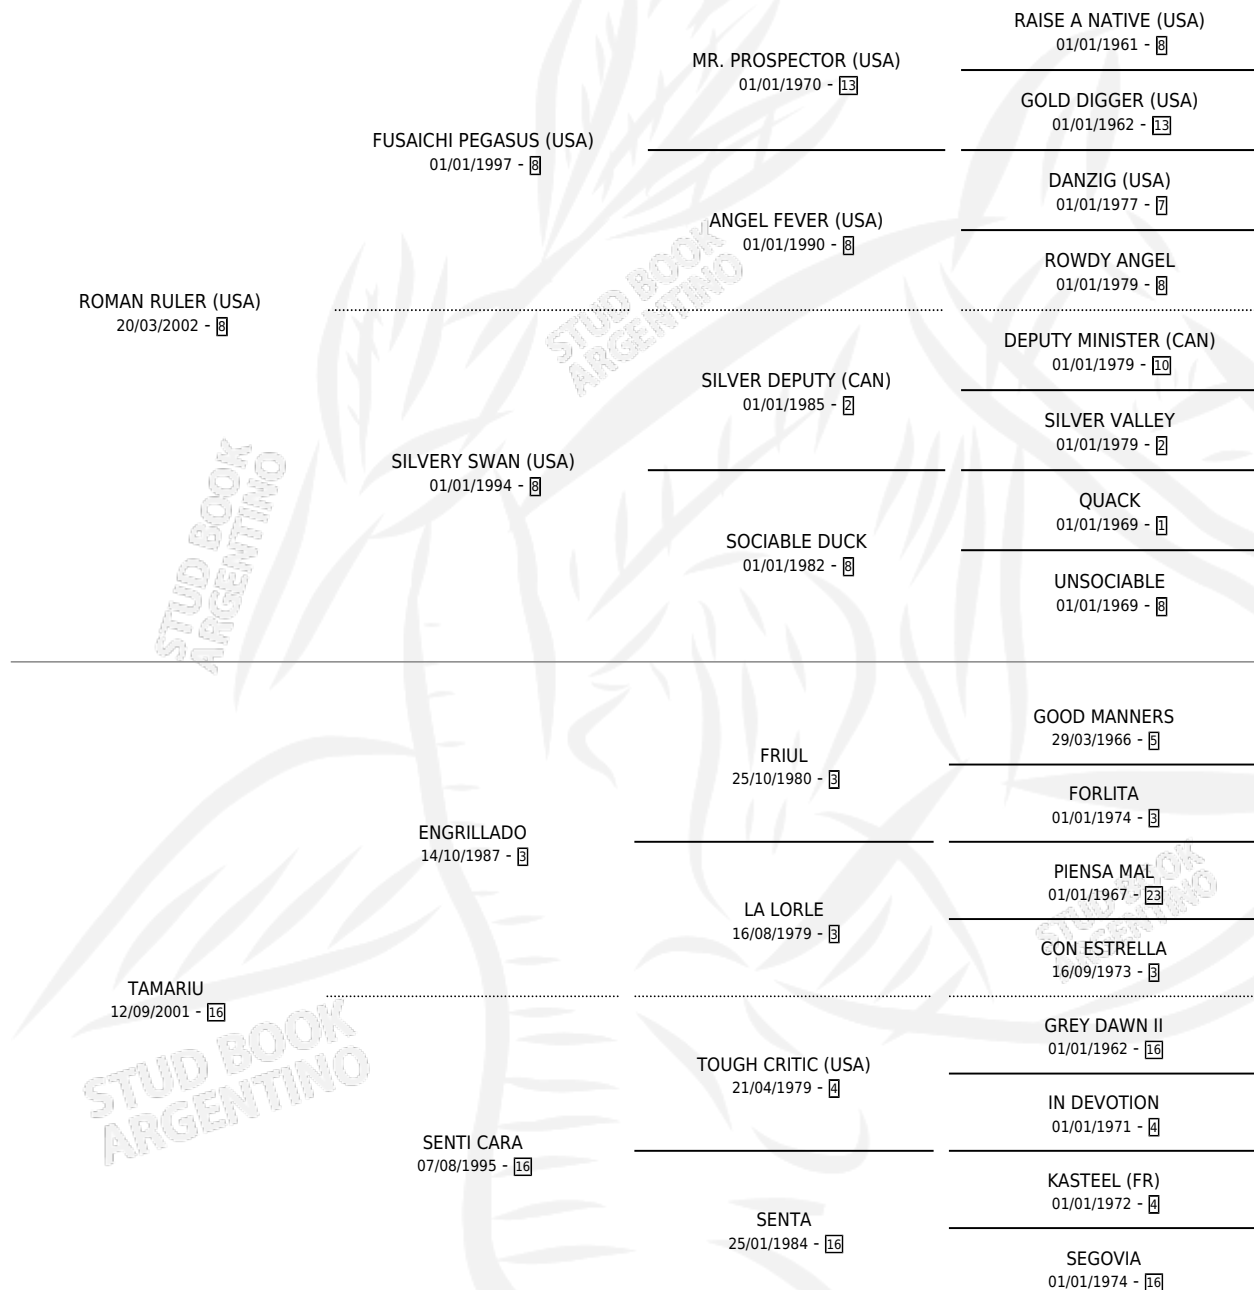 RAISE A NATIVE (USA)
01/01/1961 - 8
MR. PROSPECTOR (USA)
01/01/1970 - 13
GOLD DIGGER (USA)
01/01/1962 - 13
FUSAICHI PEGASUS (USA)
01/01/1997 - 8
DANZIG (USA)
01/01/1977 - 7
ANGEL FEVER (USA)
01/01/1990 - 8
ROWDY ANGEL
01/01/1979 - 8
ROMAN RULER (USA)
20/03/2002 - 8
STUD BOOK
ARGENTINO
DEPUTY MINISTER (CAN)
01/01/1979 - 10
SILVER DEPUTY (CAN)
01/01/1985 - 2
SILVER VALLEY
01/01/1979 - 2
SILVERY SWAN (USA)
01/01/1994 - 8
QUACK
01/01/1969 - 1
SOCIABLE DUCK
01/01/1982 - 8
UNSOCIABLE
01/01/1969 - 8
STUD BOOK
ARGENTINO
GOOD MANNERS
29/03/1966 - 5
FRIUL
25/10/1980 - 3
FORLITA
01/01/1974 - 3
ENGRILLADO
14/10/1987 - 3
PIENSA MAL
01/01/1967 - 23
LA LORLE
16/08/1979 - 3
STUD BOOK
ARGENTINO
CON ESTRELLA
16/09/1973 - 3
TAMARIU
12/09/2001 - 16
STUD BOOK
ARGENTINO
GREY DAWN II
01/01/1962 - 16
TOUGH CRITIC (USA)
21/04/1979 - 4
IN DEVOTION
01/01/1971 - 4
SENTI CARA
07/08/1995 - 16
KASTEEL (FR)
01/01/1972 - 4
SENTA
25/01/1984 - 16
SEGOVIA
01/01/1974 - 16